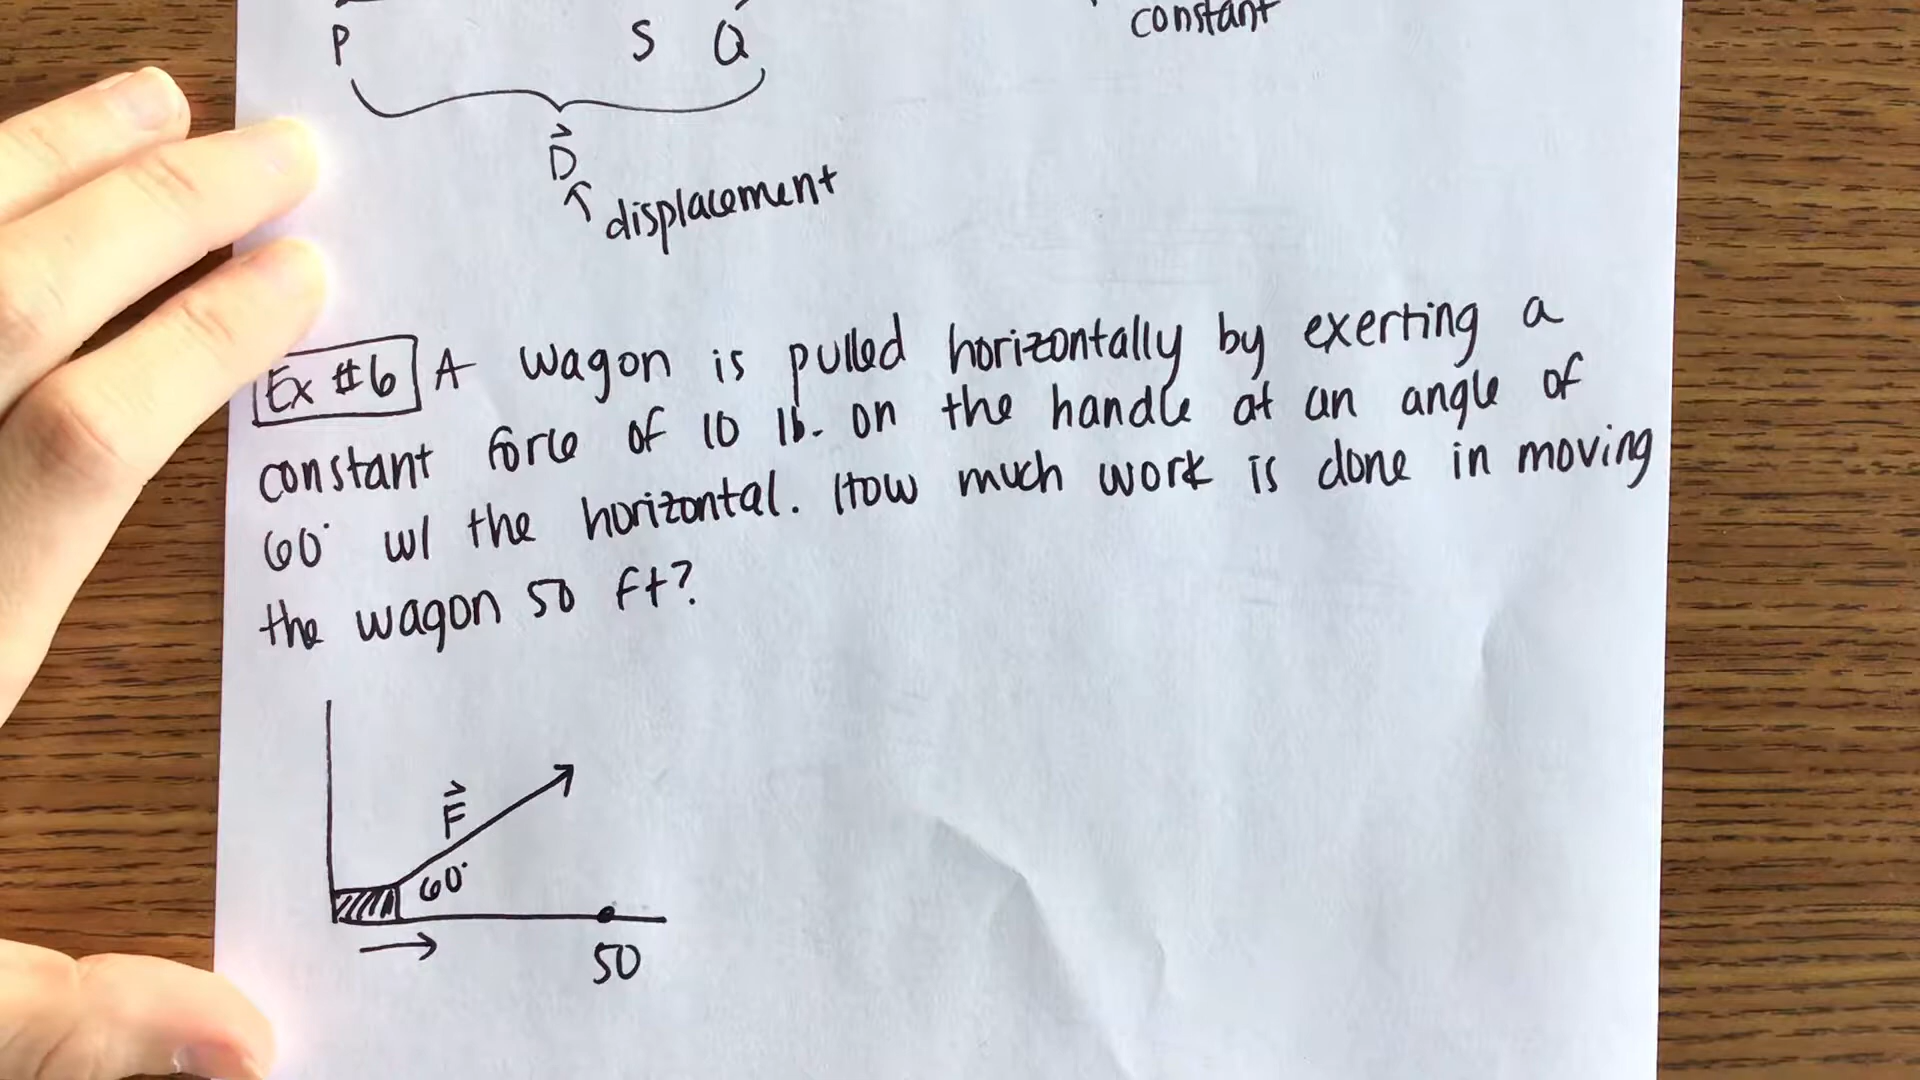 constant
P S Q
D
displacement
Ex #6 A wagon is pulled horizontally by exerting a
constant force of 10 lb. on the handle at an angle of
60° w/ the horizontal. How much work is done in moving
the wagon 50 ft?
F
60°
50